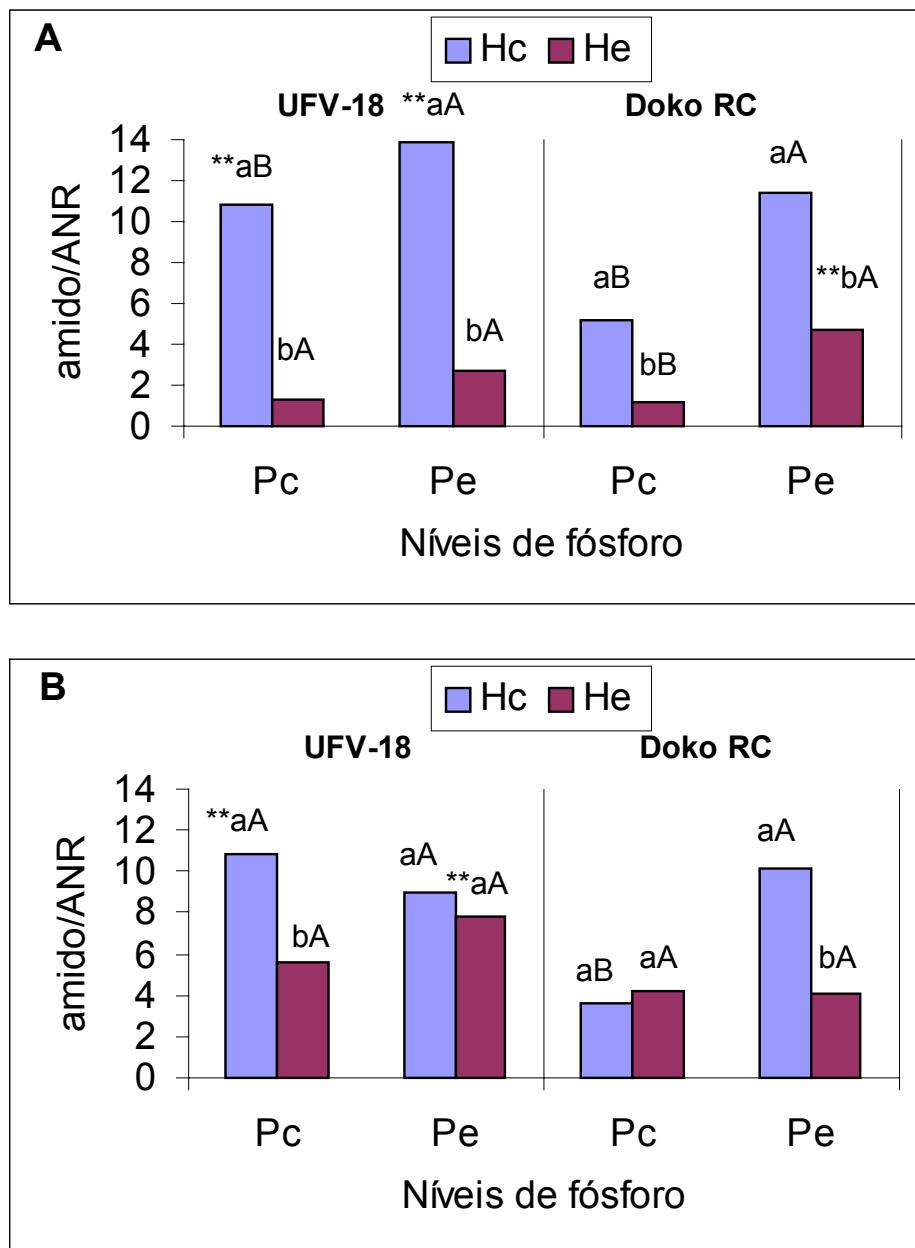 A
Hc He
UFV-18 Doko RC
**aA
14
**aB
aA
12
10
aB
8
**bA
6
bA
bA
bB
4
2
0
amido/ANR
Pc Pe Pc Pe
Níveis de fósforo
B
Hc He
UFV-18 Doko RC
14
**aA
aA
aA
12
**aA
10
bA
aB
aA
bA
8
6
4
2
0
amido/ANR
Pc Pe Pc Pe
Níveis de fósforo